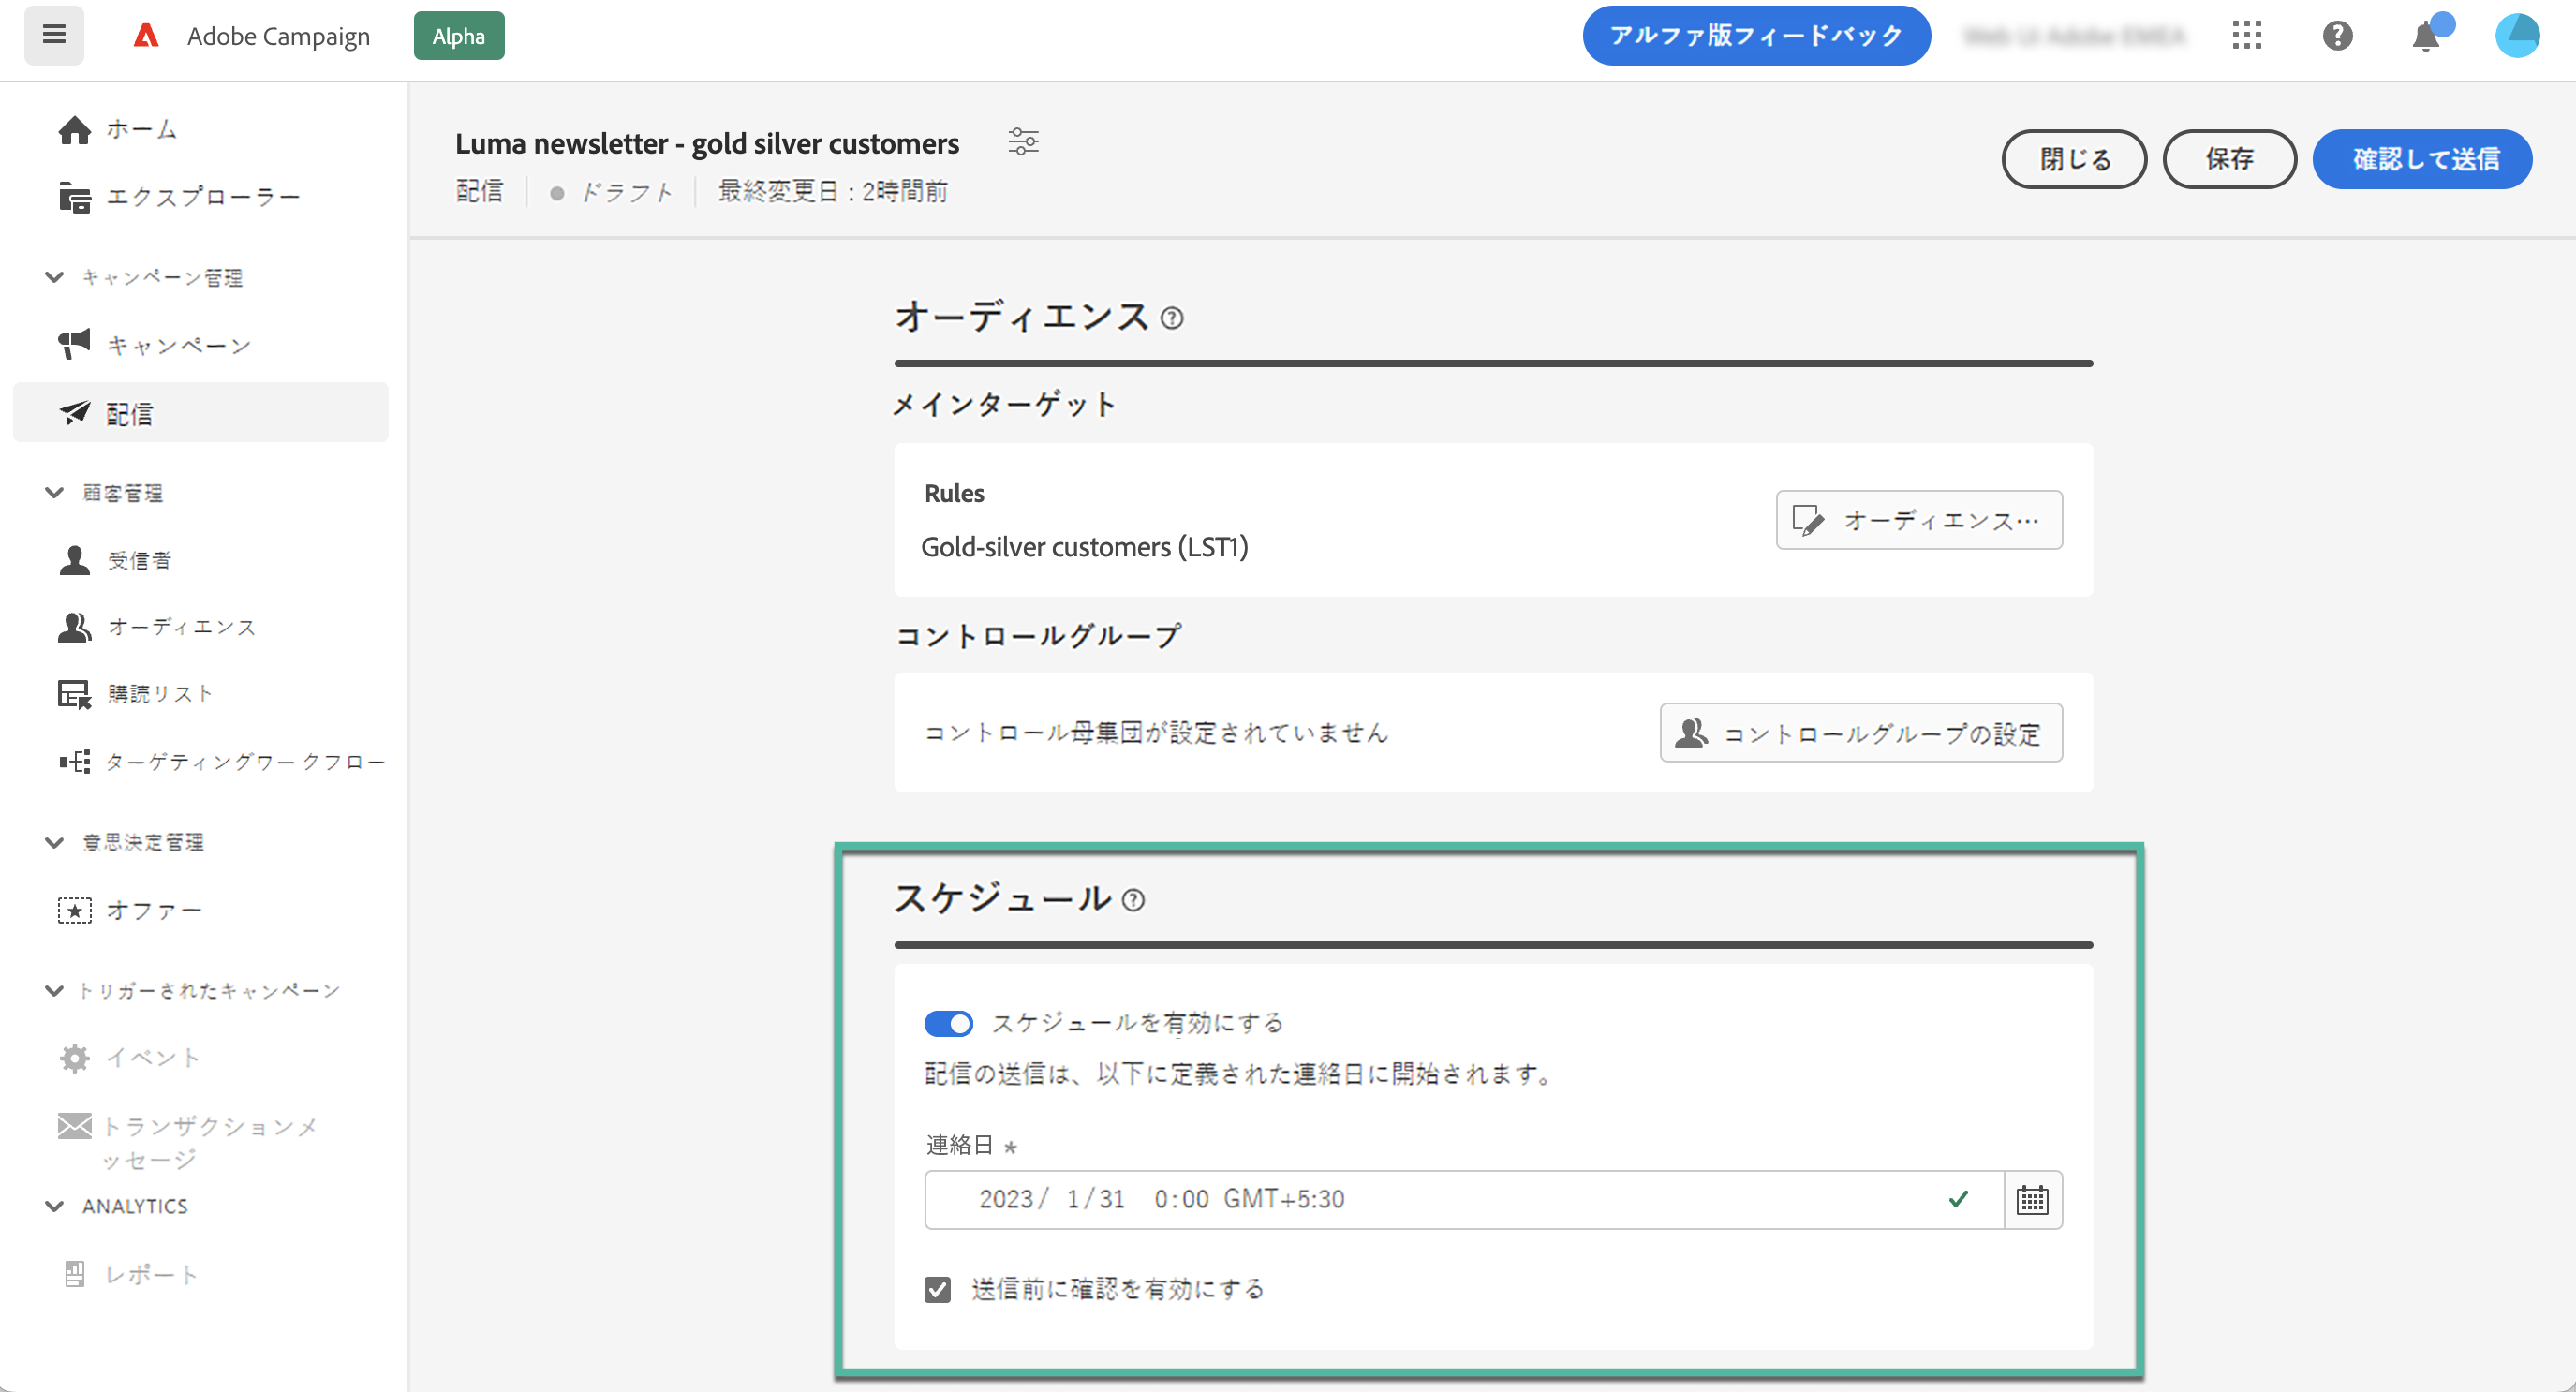 Adobe Campaign
Alpha
アルファ版フィードバック
Web UI Adobe EMEA
ホーム
エクスプローラー
キャンペーン管理
キャンペーン
配信
顧客管理
受信者
オーディエンス
購読リスト
ターゲティングワークフロー
意思決定管理
オファー
トリガーされたキャンペーン
イベント
トランザクションメ
ッセージ
ANALYTICS
レポート
Luma newsletter - gold silver customers
配信
ドラフト
最終変更日：2時間前
閉じる
保存
確認して送信
オーディエンス
メインターゲット
Rules
Gold-silver customers (LST1)
オーディエンス…
コントロールグループ
コントロール母集団が設定されていません
コントロールグループの設定
スケジュール
スケジュールを有効にする
配信の送信は、以下に定義された連絡日に開始されます。
連絡日 *
2023/ 1/31 0:00 GMT+5:30
送信前に確認を有効にする